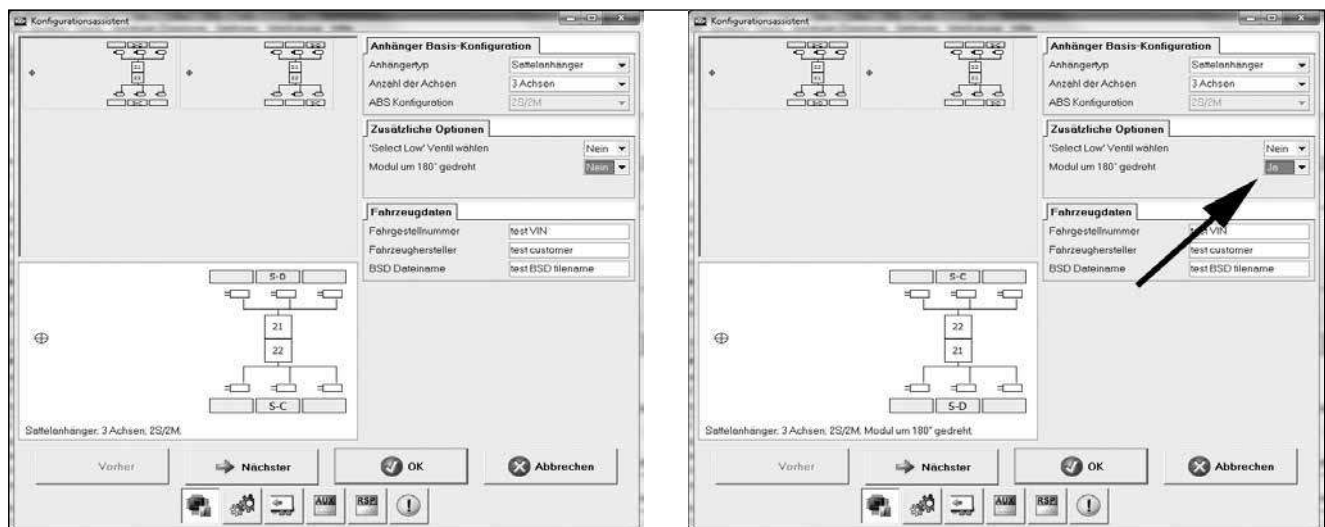 Konfigurationsassistent
Anhänger Basis-Konfiguration
Anhängertyp Sattelanhänger
Anzahl der Achsen 3 Achsen
ABS Konfiguration 2S/2M
Zusätzliche Optionen
'Select Low' Ventil wählen Nein
Modul um 180° gedreht Nein
Fahrzeugdaten
Fahrgestellnummer test VIN
Fahrzeughersteller test customer
BSD Dateiname test BSD filename
S-D
21
22
S-C
Sattelanhänger: 3 Achsen, 2S/2M.
Vorher Nächster OK Abbrechen
AUX RSP
Konfigurationsassistent
Anhänger Basis-Konfiguration
Anhängertyp Sattelanhänger
Anzahl der Achsen 3 Achsen
ABS Konfiguration 2S/2M
Zusätzliche Optionen
'Select Low' Ventil wählen Nein
Modul um 180° gedreht Ja
Fahrzeugdaten
Fahrgestellnummer VIN
Fahrzeughersteller test customer
BSD Dateiname test BSD filename
S-C
22
21
S-D
Sattelanhänger: 3 Achsen, 2S/2M. Modul um 180° gedreht
Vorher Nächster OK Abbrechen
AUX RSP